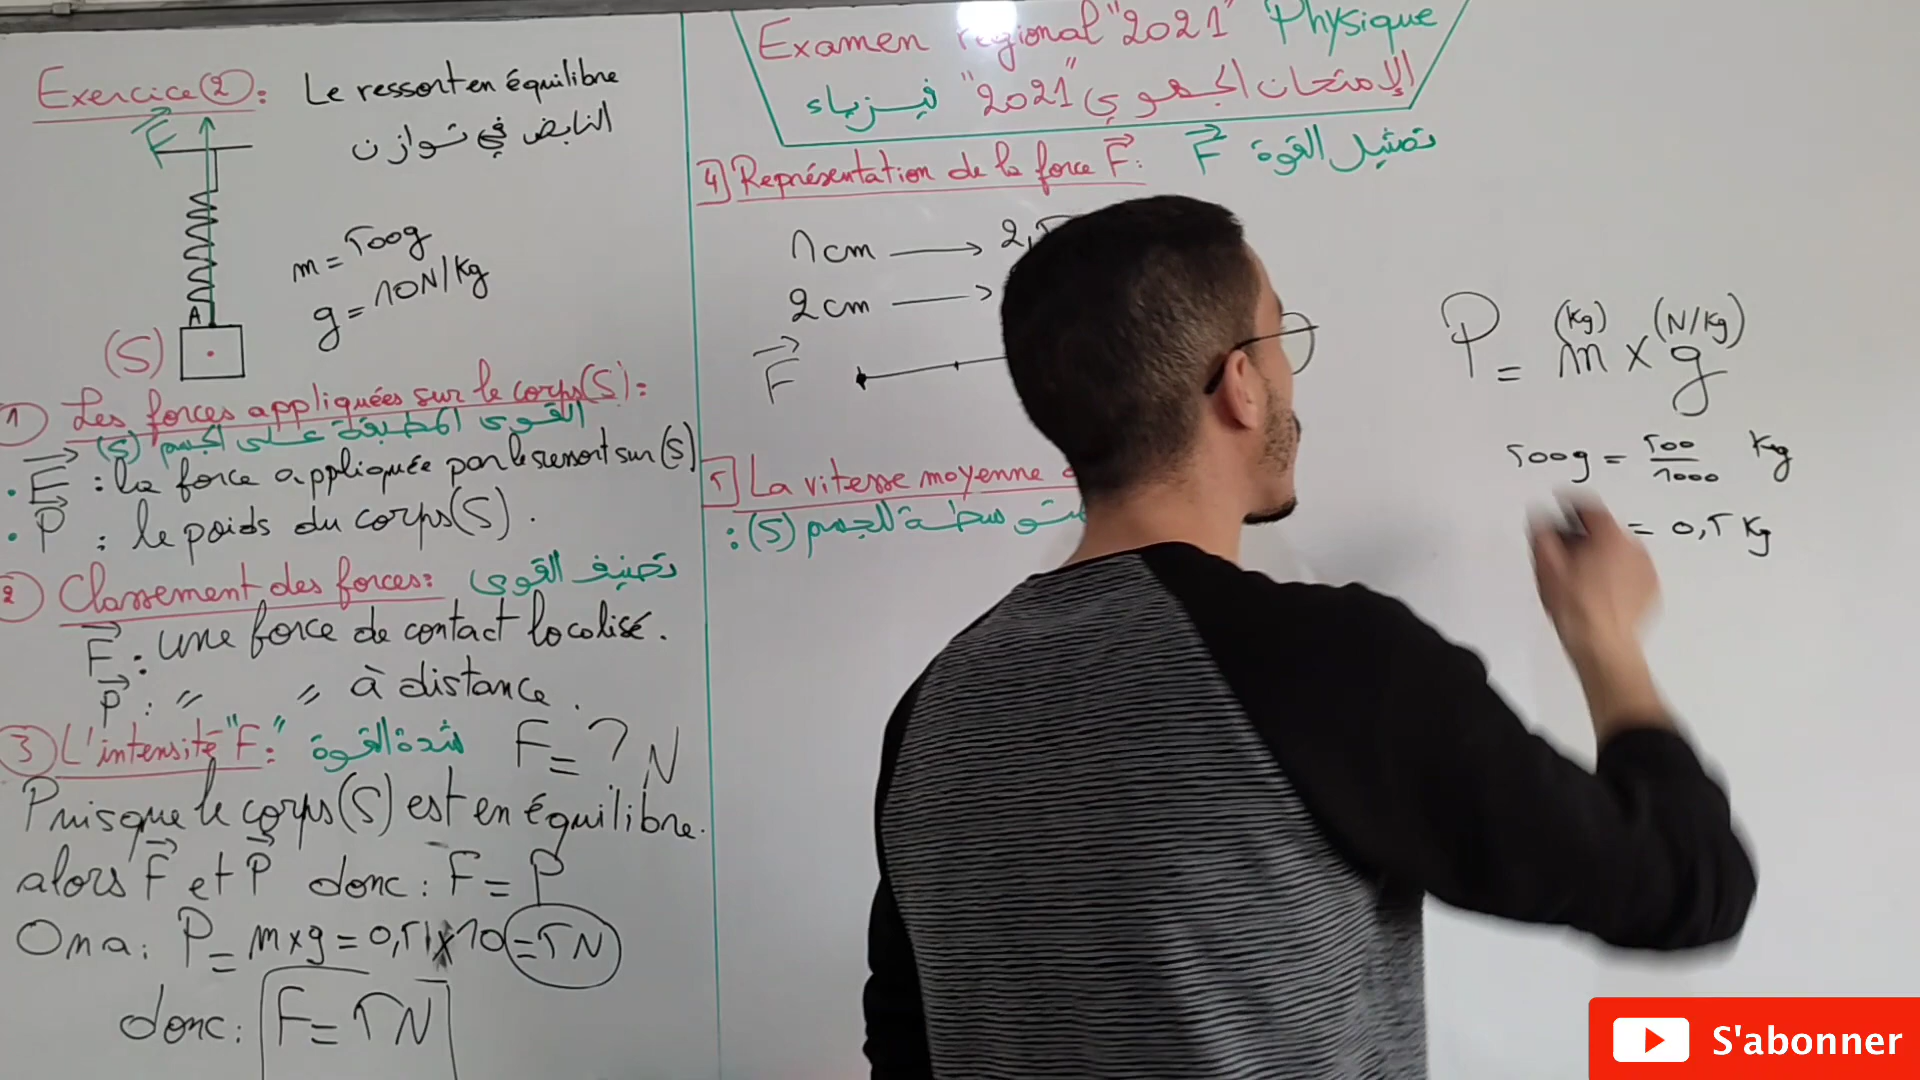 Exercice 2 : Le ressort en équilibre
النابض في توازن
F
m = 500g
g = 10N/Kg
A
(S)
1) Les forces appliquées sur le corps(S):
القوى المطبقة على الجسم (S)
. F : la force appliquée par le ressort sur (S)
. P : le poids du corps(S).
2 Classement des forces: تصنيف القوى
F : une force de contact localisé.
P : " " à distance.
3 L'intensité "F:" شدة القوة F = ? N
Puisque le corps(S) est en équilibre.
alors F et P donc: F = P
On a: P = m x g = 0,5 x 10 = 5N
donc: F = 5N
Examen régional "2021" Physique
الإمتحان الجهوي "2021" فيزياء
4] Représentation de la force F: تمثيل القوة F
1cm → 2,
2cm →
F
5] La vitesse moyenne
متوسطة للجسم (S) :
P = m x g
(Kg) (N/Kg)
500g = 500/1000 Kg
= 0,5 Kg
S'abonner